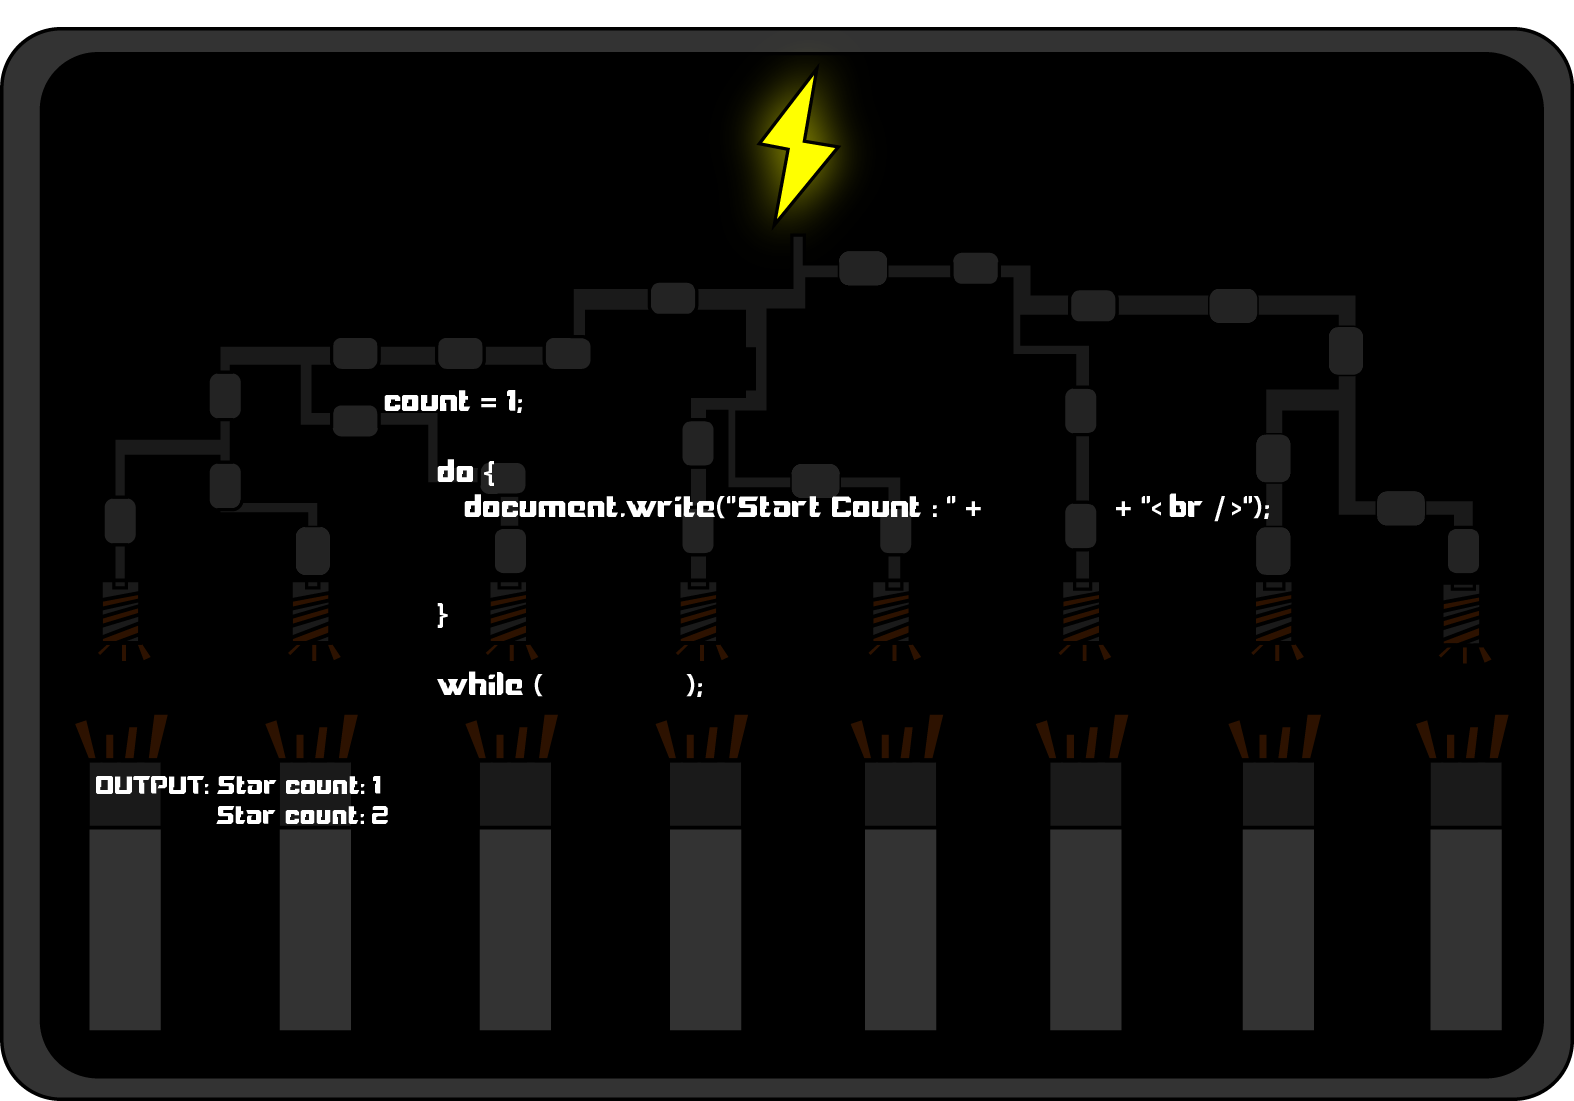 count = 1;
do {
document.write("Start Count : " + + "< br / >");
}
while ( );
OUTPUT: Star count: 1
Star count: 2